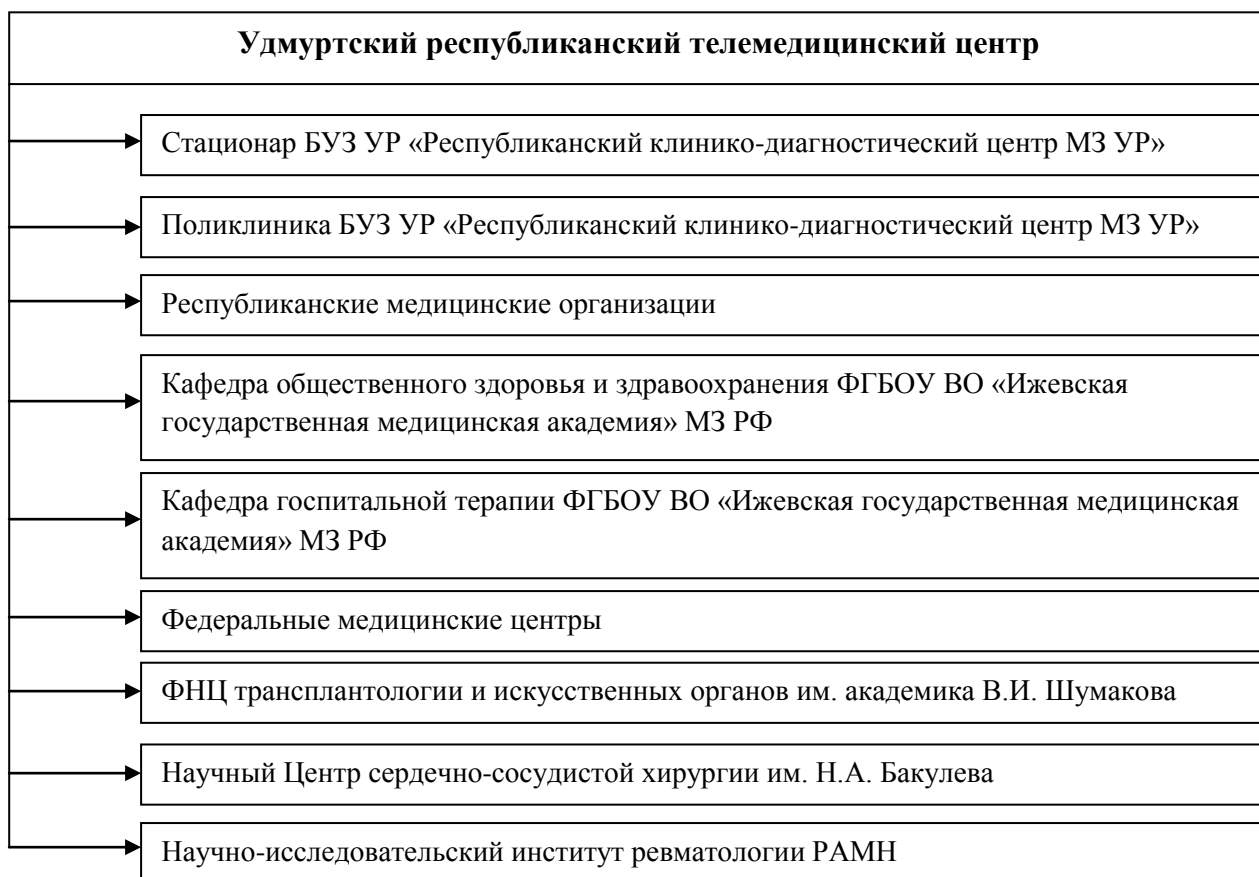 Удмуртский республиканский телемедицинский центр
Стационар БУЗ УР «Республиканский клинико-диагностический центр МЗ УР»
Поликлиника БУЗ УР «Республиканский клинико-диагностический центр МЗ УР»
Республиканские медицинские организации
Кафедра общественного здоровья и здравоохранения ФГБОУ ВО «Ижевская
государственная медицинская академия» МЗ РФ
Кафедра госпитальной терапии ФГБОУ ВО «Ижевская государственная медицинская
академия» МЗ РФ
Федеральные медицинские центры
ФНЦ трансплантологии и искусственных органов им. академика В.И. Шумакова
Научный Центр сердечно-сосудистой хирургии им. Н.А. Бакулева
Научно-исследовательский институт ревматологии РАМН